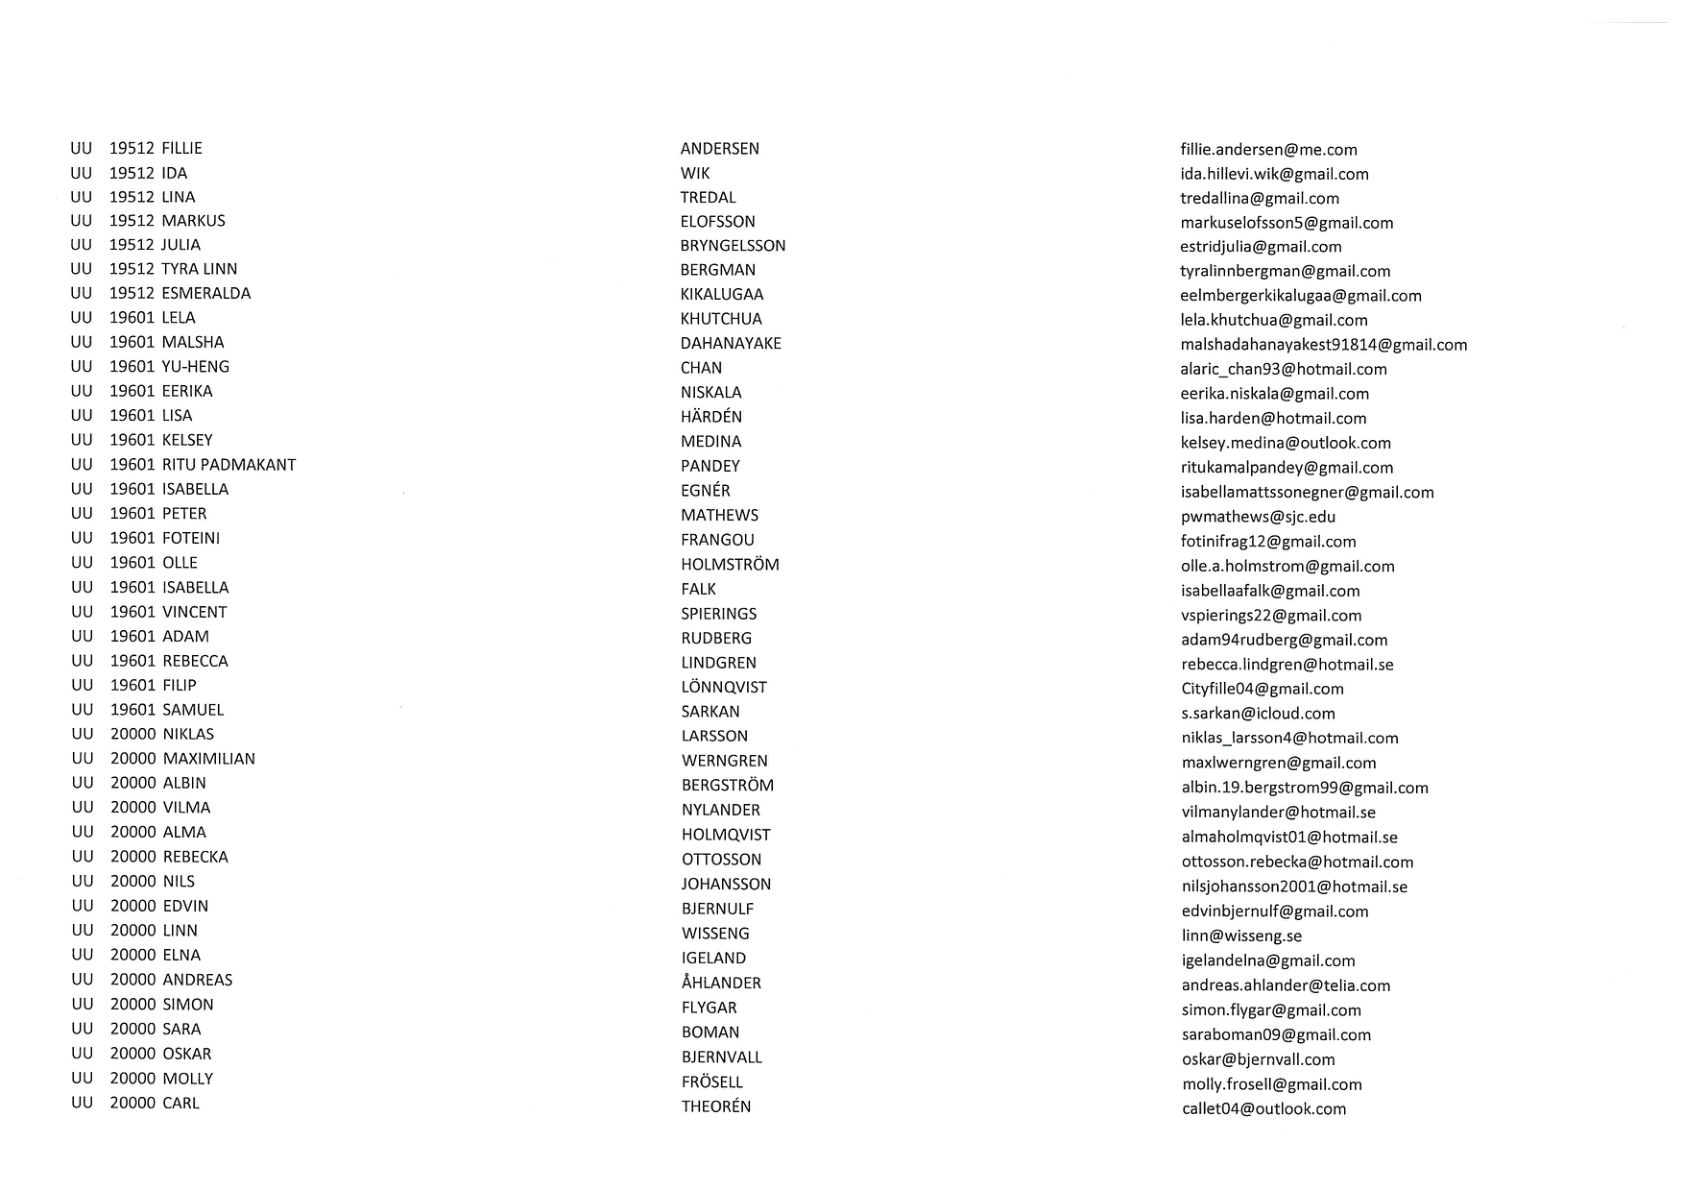 UU 19512 FILLIE ANDERSEN fillie.andersen@me.com
UU 19512 IDA WIK ida.hillevi.wik@gmail.com
UU 19512 LINA TREDAL tredallina@gmail.com
UU 19512 MARKUS ELOFSSON markuselofsson5@gmail.com
UU 19512 JULIA BRYNGELSSON estridjulia@gmail.com
UU 19512 TYRA LINN BERGMAN tyralinnbergman@gmail.com
UU 19512 ESMERALDA KIKALUGAA eelmbergerkikalugaa@gmail.com
UU 19601 LELA KHUTCHUA lela.khutchua@gmail.com
UU 19601 MALSHA DAHANAYAKE malshadahanayakest91814@gmail.com
UU 19601 YU-HENG CHAN alaric_chan93@hotmail.com
UU 19601 EERIKA NISKALA eerika.niskala@gmail.com
UU 19601 LISA HÄRDÉN lisa.harden@hotmail.com
UU 19601 KELSEY MEDINA kelsey.medina@outlook.com
UU 19601 RITU PADMAKANT PANDEY ritukamalpandey@gmail.com
UU 19601 ISABELLA EGNÉR isabellamattssonegner@gmail.com
UU 19601 PETER MATHEWS pwmathews@sjc.edu
UU 19601 FOTEINI FRANGOU fotinifrag12@gmail.com
UU 19601 OLLE HOLMSTRÖM olle.a.holmstrom@gmail.com
UU 19601 ISABELLA FALK isabellaafalk@gmail.com
UU 19601 VINCENT SPIERINGS vspierings22@gmail.com
UU 19601 ADAM RUDBERG adam94rudberg@gmail.com
UU 19601 REBECCA LINDGREN rebecca.lindgren@hotmail.se
UU 19601 FILIP LÖNNQVIST Cityfille04@gmail.com
UU 19601 SAMUEL SARKAN s.sarkan@icloud.com
UU 20000 NIKLAS LARSSON niklas_larsson4@hotmail.com
UU 20000 MAXIMILIAN WERNGREN maxlwerngren@gmail.com
UU 20000 ALBIN BERGSTRÖM albin.19.bergstrom99@gmail.com
UU 20000 VILMA NYLANDER vilmanylander@hotmail.se
UU 20000 ALMA HOLMQVIST almaholmqvist01@hotmail.se
UU 20000 REBECKA OTTOSSON ottosson.rebecka@hotmail.com
UU 20000 NILS JOHANSSON nilsjohansson2001@hotmail.se
UU 20000 EDVIN BJERNULF edvinbjernulf@gmail.com
UU 20000 LINN WISSENG linn@wisseng.se
UU 20000 ELNA IGELAND igelandelna@gmail.com
UU 20000 ANDREAS ÅHLANDER andreas.ahlander@telia.com
UU 20000 SIMON FLYGAR simon.flygar@gmail.com
UU 20000 SARA BOMAN saraboman09@gmail.com
UU 20000 OSKAR BJERNVALL oskar@bjernvall.com
UU 20000 MOLLY FRÖSELL molly.frosell@gmail.com
UU 20000 CARL THEORÉN callet04@outlook.com